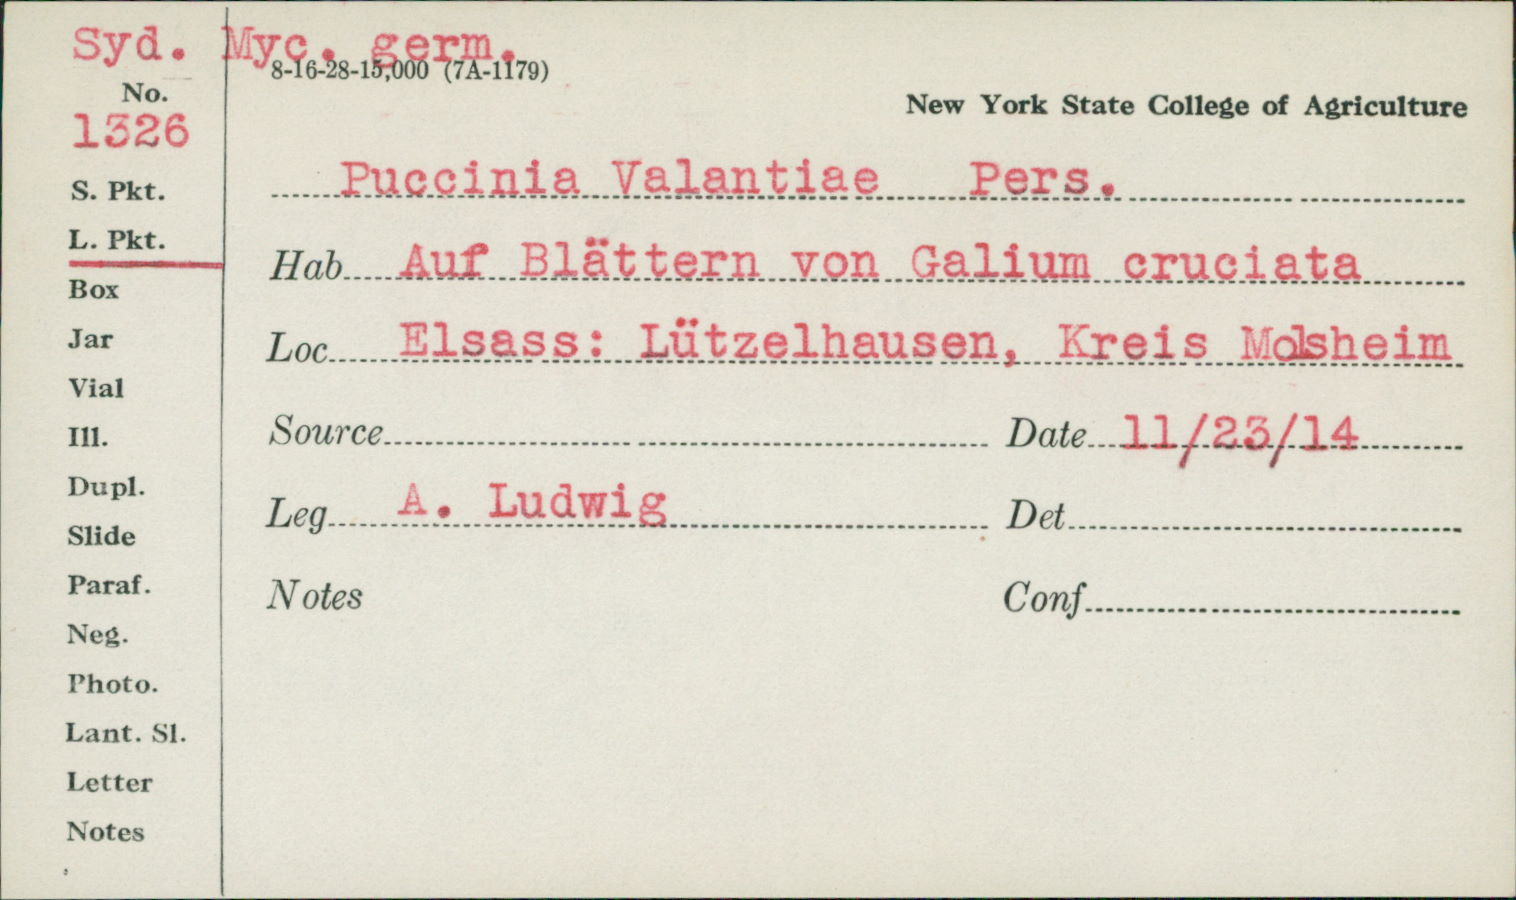 Syd. Myc. germ.
8-16-28-15,000 (7A-1179)
No.
1326
New York State College of Agriculture
S. Pkt.
Puccinia Valantiae Pers.
L. Pkt.
Hab Auf Blättern von Galium cruciata
Box
Jar
Loc Elsass: Lützelhausen, Kreis Molsheim
Vial
Ill.
Source Date 11/23/14
Dupl.
Slide
Leg A. Ludwig Det
Paraf.
Notes Conf
Neg.
Photo.
Lant. Sl.
Letter
Notes